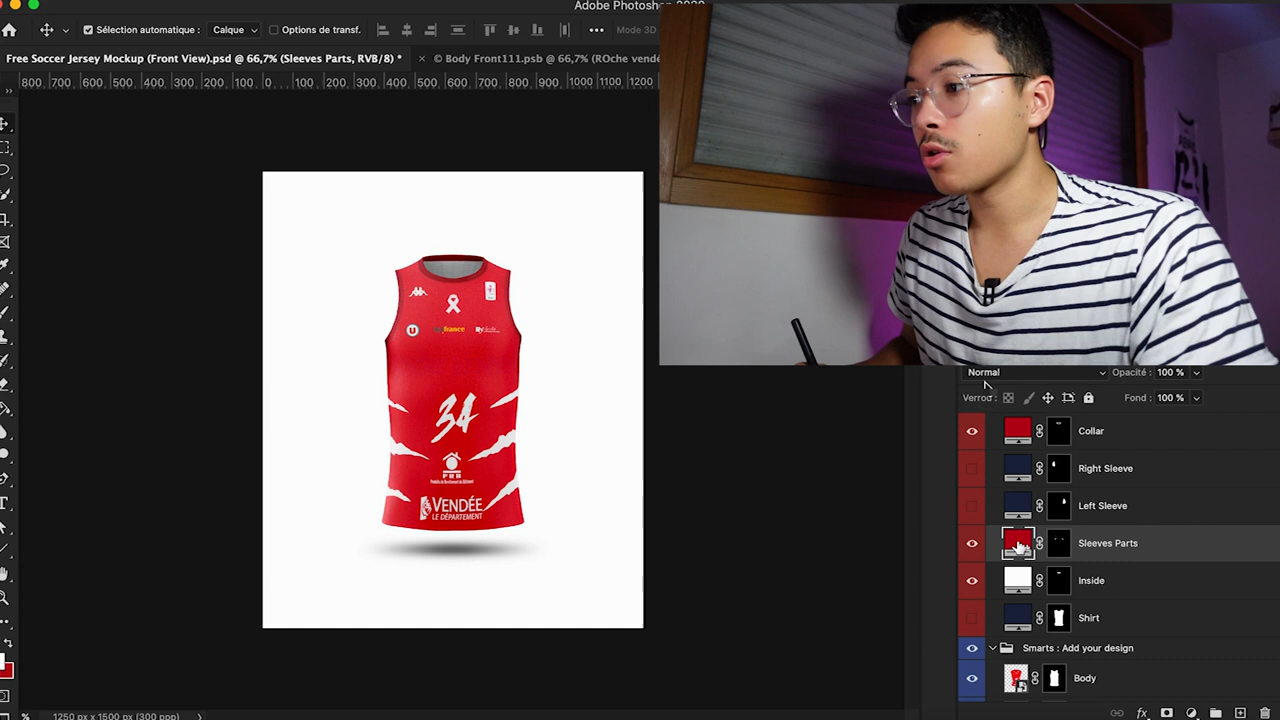 Adobe Photoshop 2020
Sélection automatique : Calque Options de transf. Mode 3D
Free Soccer Jersey Mockup (Front View).psd @ 66,7% (Sleeves Parts, RVB/8) *
× © Body Front111.psb @ 66,7% (ROche vendé
800 700 600 500 400 300 200 100 0 100 200 300 400 500 600 700 800 900 1000 1100 1200
U
france
34
PRB
VENDÉE
LE DÉPARTEMENT
Normal Opacité : 100 %
Verrou : Fond : 100 %
Collar
Right Sleeve
Left Sleeve
Sleeves Parts
Inside
Shirt
Smarts : Add your design
Body
fx
% 1250 px x 1500 px (300 ppp)